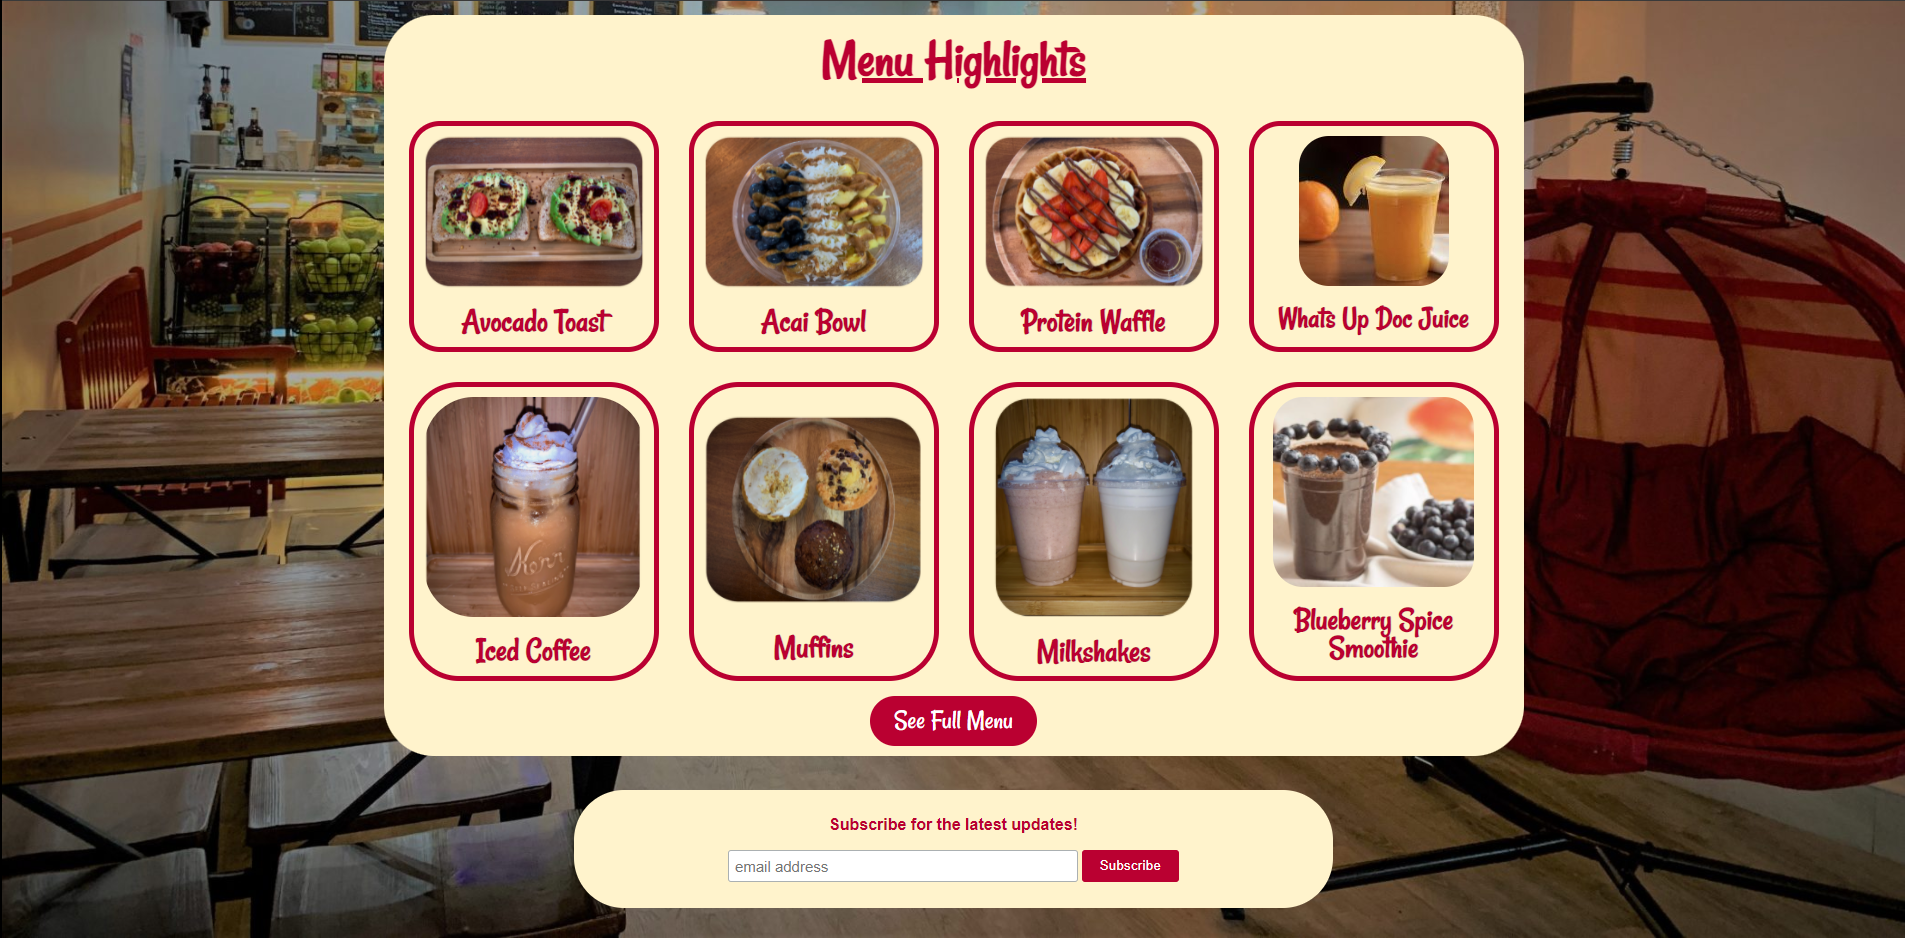 Menu Highlights
Avocado Toast
Acai Bowl
Protein Waffle
Whats Up Doc Juice
Kerr
Iced Coffee
Muffins
Milkshakes
Blueberry Spice
Smoothie
See Full Menu
Subscribe for the latest updates!
email address
Subscribe